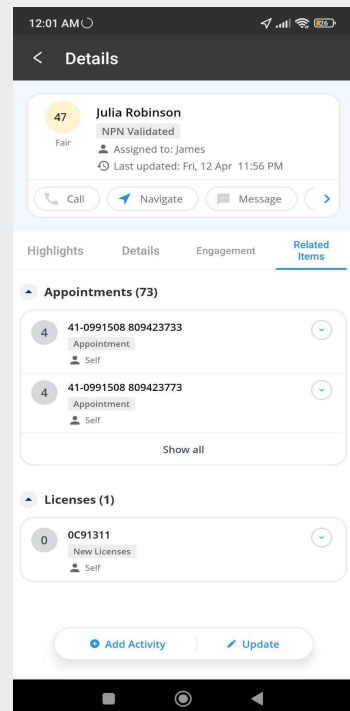 12:01 AM
26
Details
47
Fair
Julia Robinson
NPN Validated
Assigned to: James
Last updated: Fri, 12 Apr 11:56 PM
Call
Navigate
Message
Highlights
Details
Engagement
Related
Items
Appointments (73)
4
41-0991508 809423733
Appointment
Self
4
41-0991508 809423773
Appointment
Self
Show all
Licenses (1)
0
0C91311
New Licenses
Self
Add Activity
Update